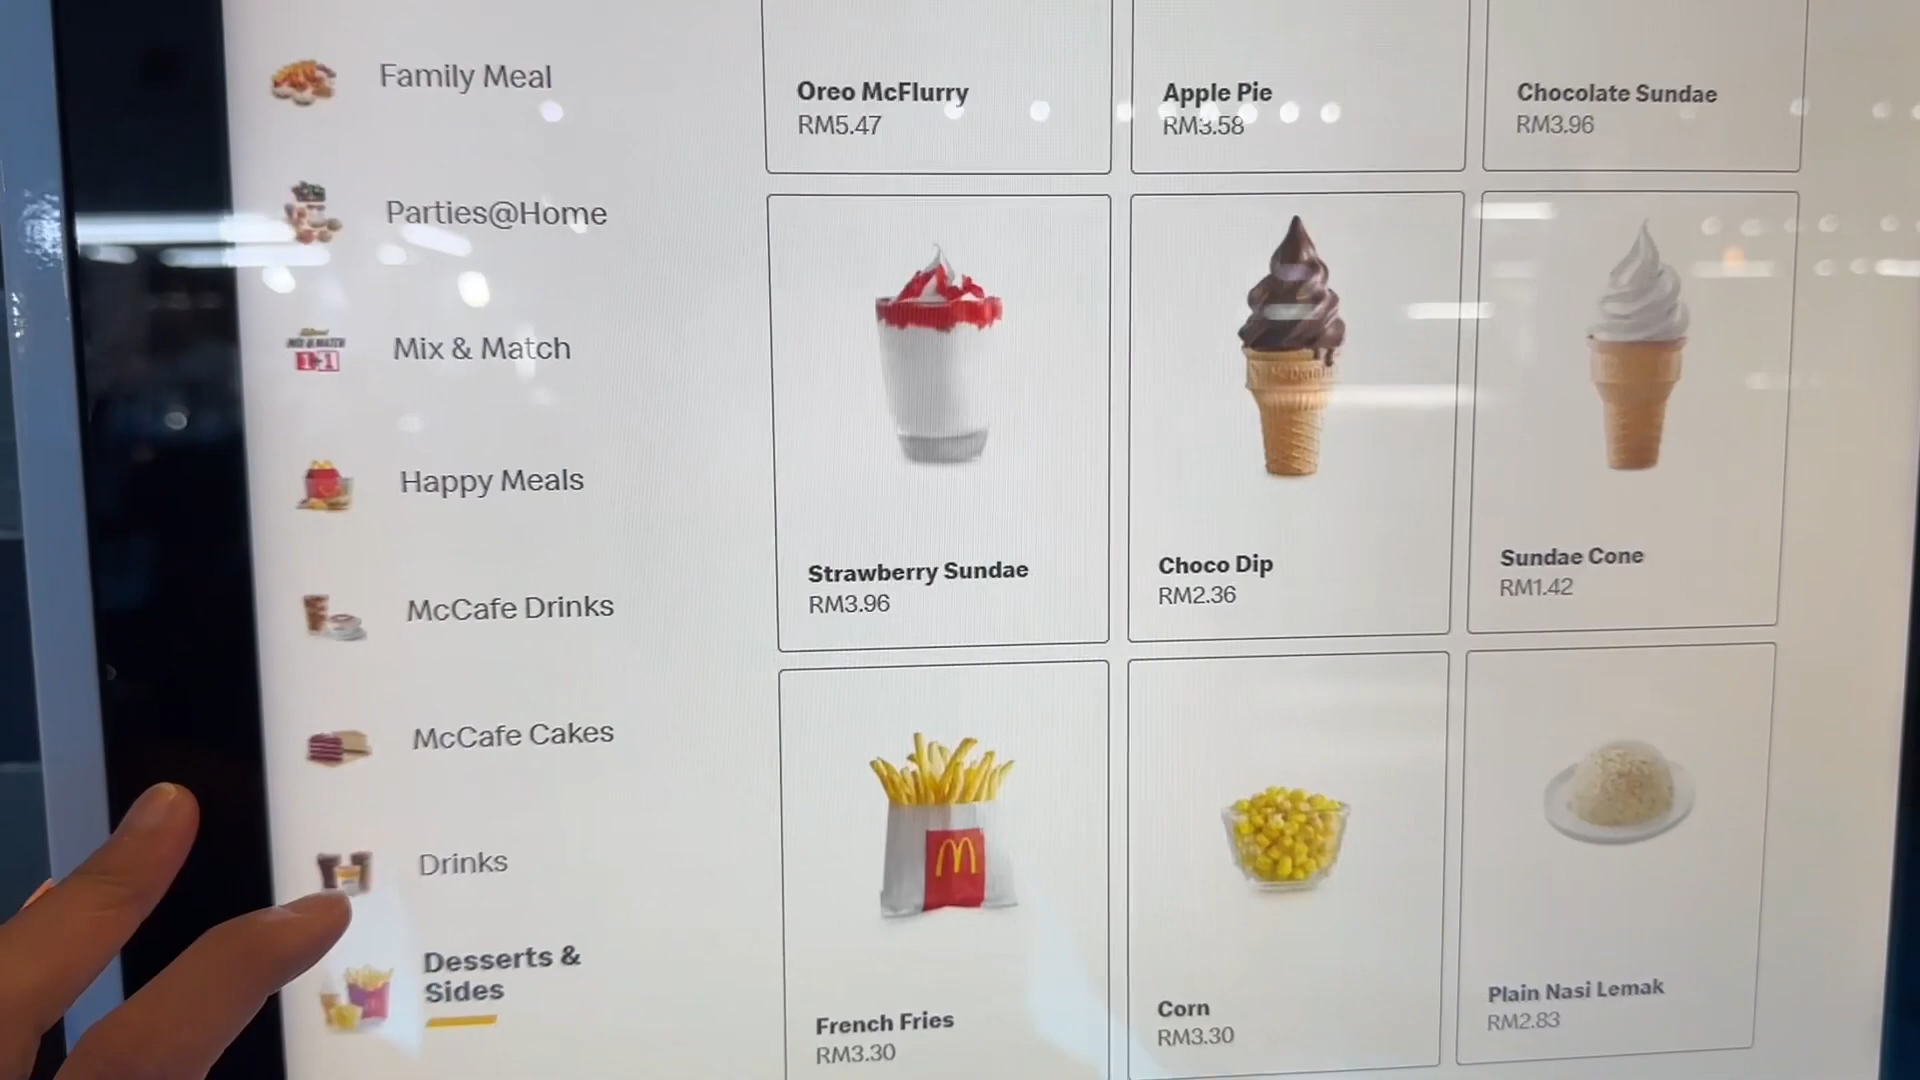 Family Meal
Parties@Home
Mix & Match
1+1
Happy Meals
McCafe Drinks
McCafe Cakes
Drinks
Desserts &
Sides
Oreo McFlurry
RM5.47
Apple Pie
RM3.58
Chocolate Sundae
RM3.96
Strawberry Sundae
RM3.96
Choco Dip
RM2.36
Sundae Cone
RM1.42
French Fries
RM3.30
Corn
RM3.30
Plain Nasi Lemak
RM2.83